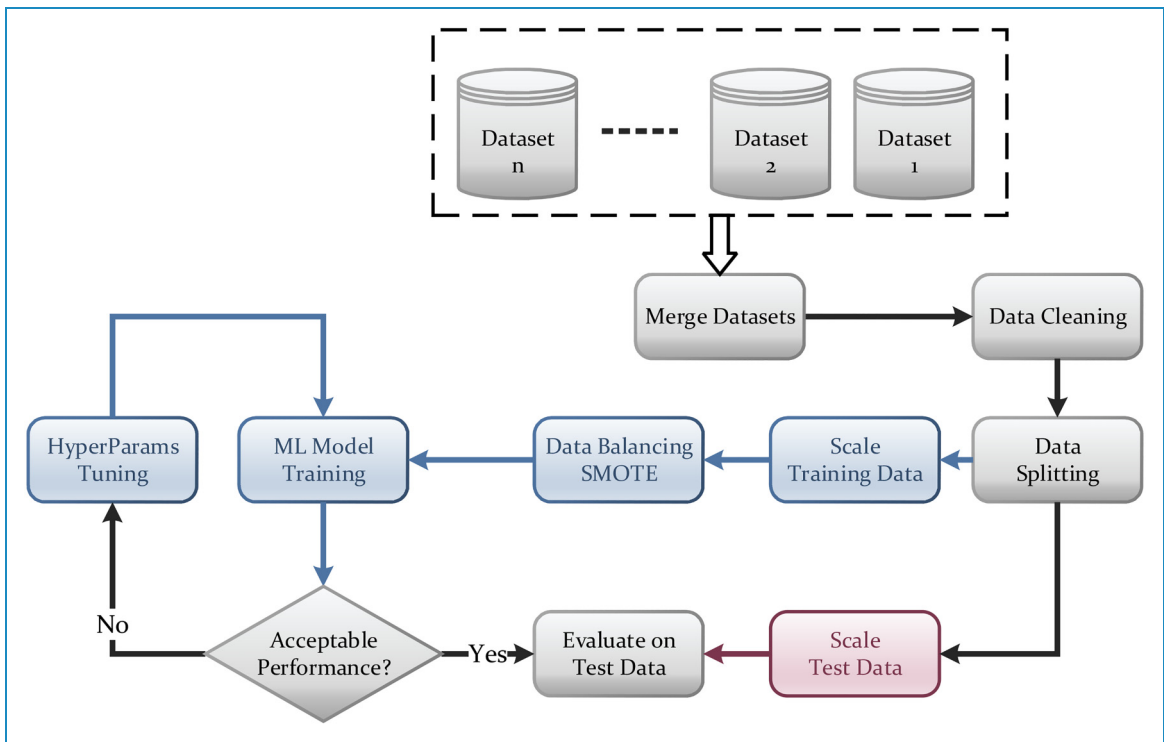 Dataset
n
Dataset
2
Dataset
1
Merge Datasets
Data Cleaning
HyperParams
Tuning
ML Model
Training
Data Balancing
SMOTE
Scale
Training Data
Data
Splitting
No
Acceptable
Performance?
Yes
Evaluate on
Test Data
Scale
Test Data